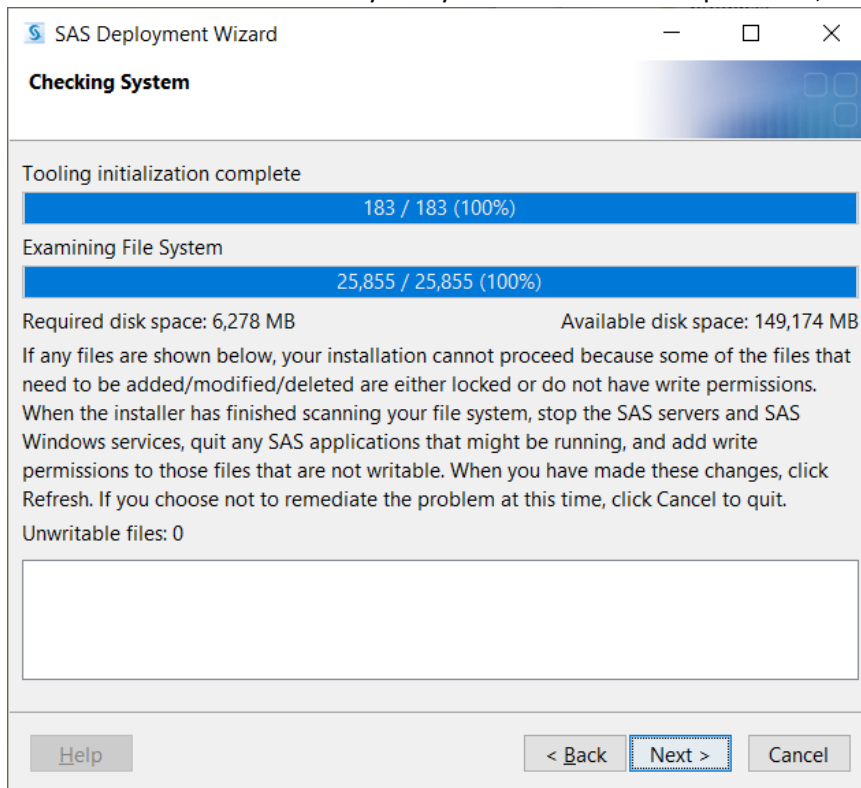 SAS Deployment Wizard
Checking System
Tooling initialization complete
183 / 183 (100%)
Examining File System
25,855 / 25,855 (100%)
Required disk space: 6,278 MB Available disk space: 149,174 MB
If any files are shown below, your installation cannot proceed because some of the files that
need to be added/modified/deleted are either locked or do not have write permissions.
When the installer has finished scanning your file system, stop the SAS servers and SAS
Windows services, quit any SAS applications that might be running, and add write
permissions to those files that are not writable. When you have made these changes, click
Refresh. If you choose not to remediate the problem at this time, click Cancel to quit.
Unwritable files: 0
Help < Back Next > Cancel